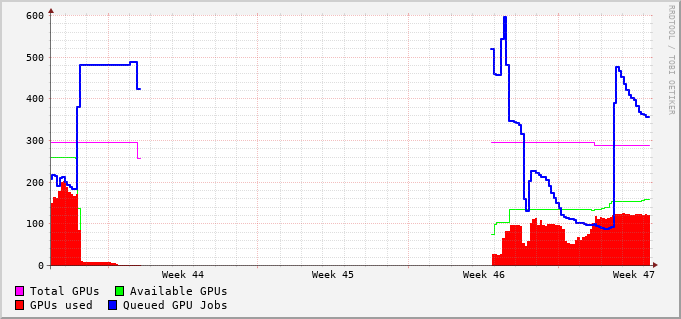 600
500
400
300
200
100
0
Week 44 Week 45 Week 46 Week 47
Total GPUs Available GPUs
GPUs used Queued GPU Jobs
RRDTOOL / TOBI OETIKER